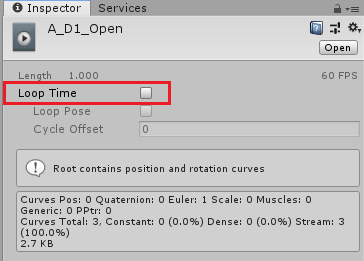 Inspector Services
A_D1_Open
Open
Length 1.000 60 FPS
Loop Time
Loop Pose
Cycle Offset 0
Root contains position and rotation curves
Curves Pos: 0 Quaternion: 0 Euler: 1 Scale: 0 Muscles: 0
Generic: 0 PPtr: 0
Curves Total: 3, Constant: 0 (0.0%) Dense: 0 (0.0%) Stream: 3
(100.0%)
2.7 KB